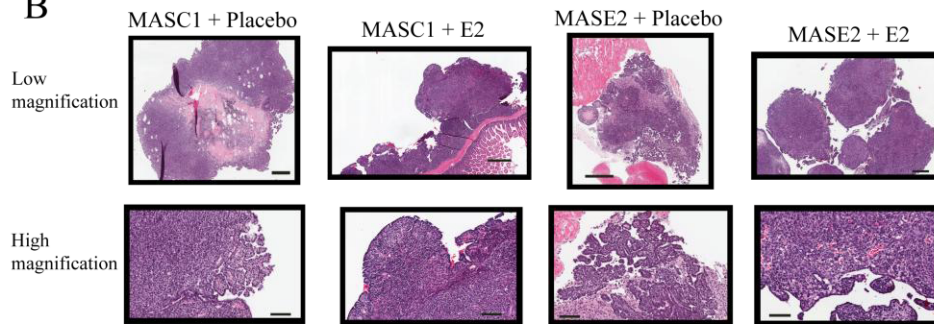 B
MASC1 + Placebo
MASC1 + E2
MASE2 + Placebo
MASE2 + E2
Low
magnification
High
magnification